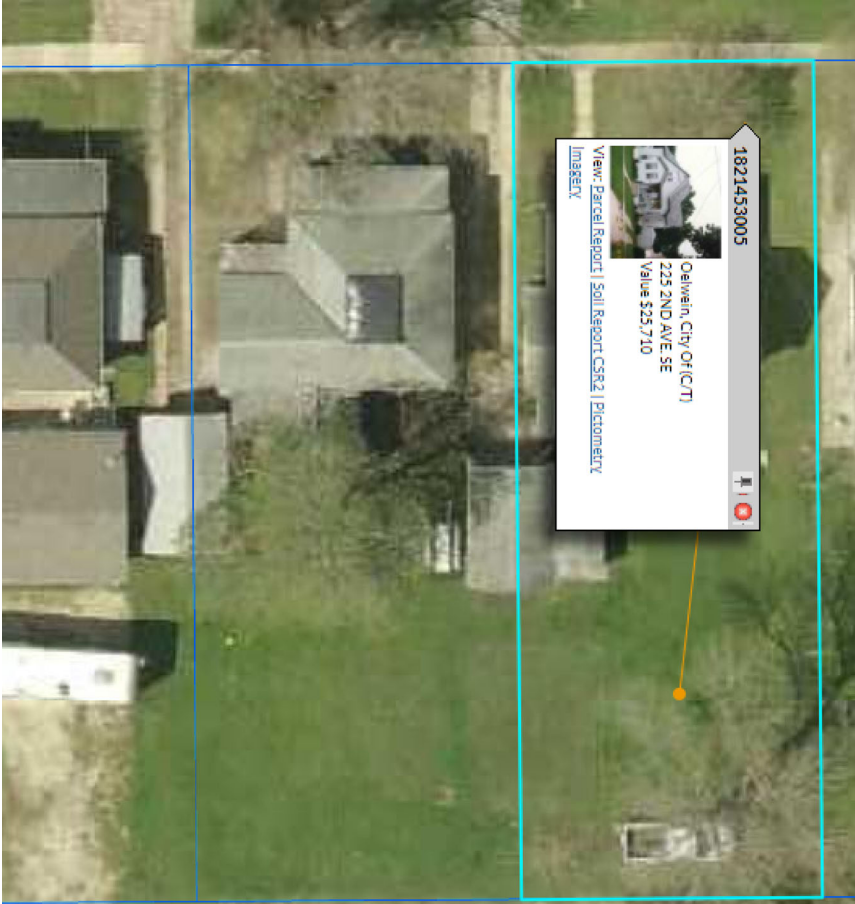 1821453005
Oelwein, City Of (C/T)
225 2ND AVE. SE
Value $25,710
View: Parcel Report | Soil Report CSR2 | Pictometry
Imagery